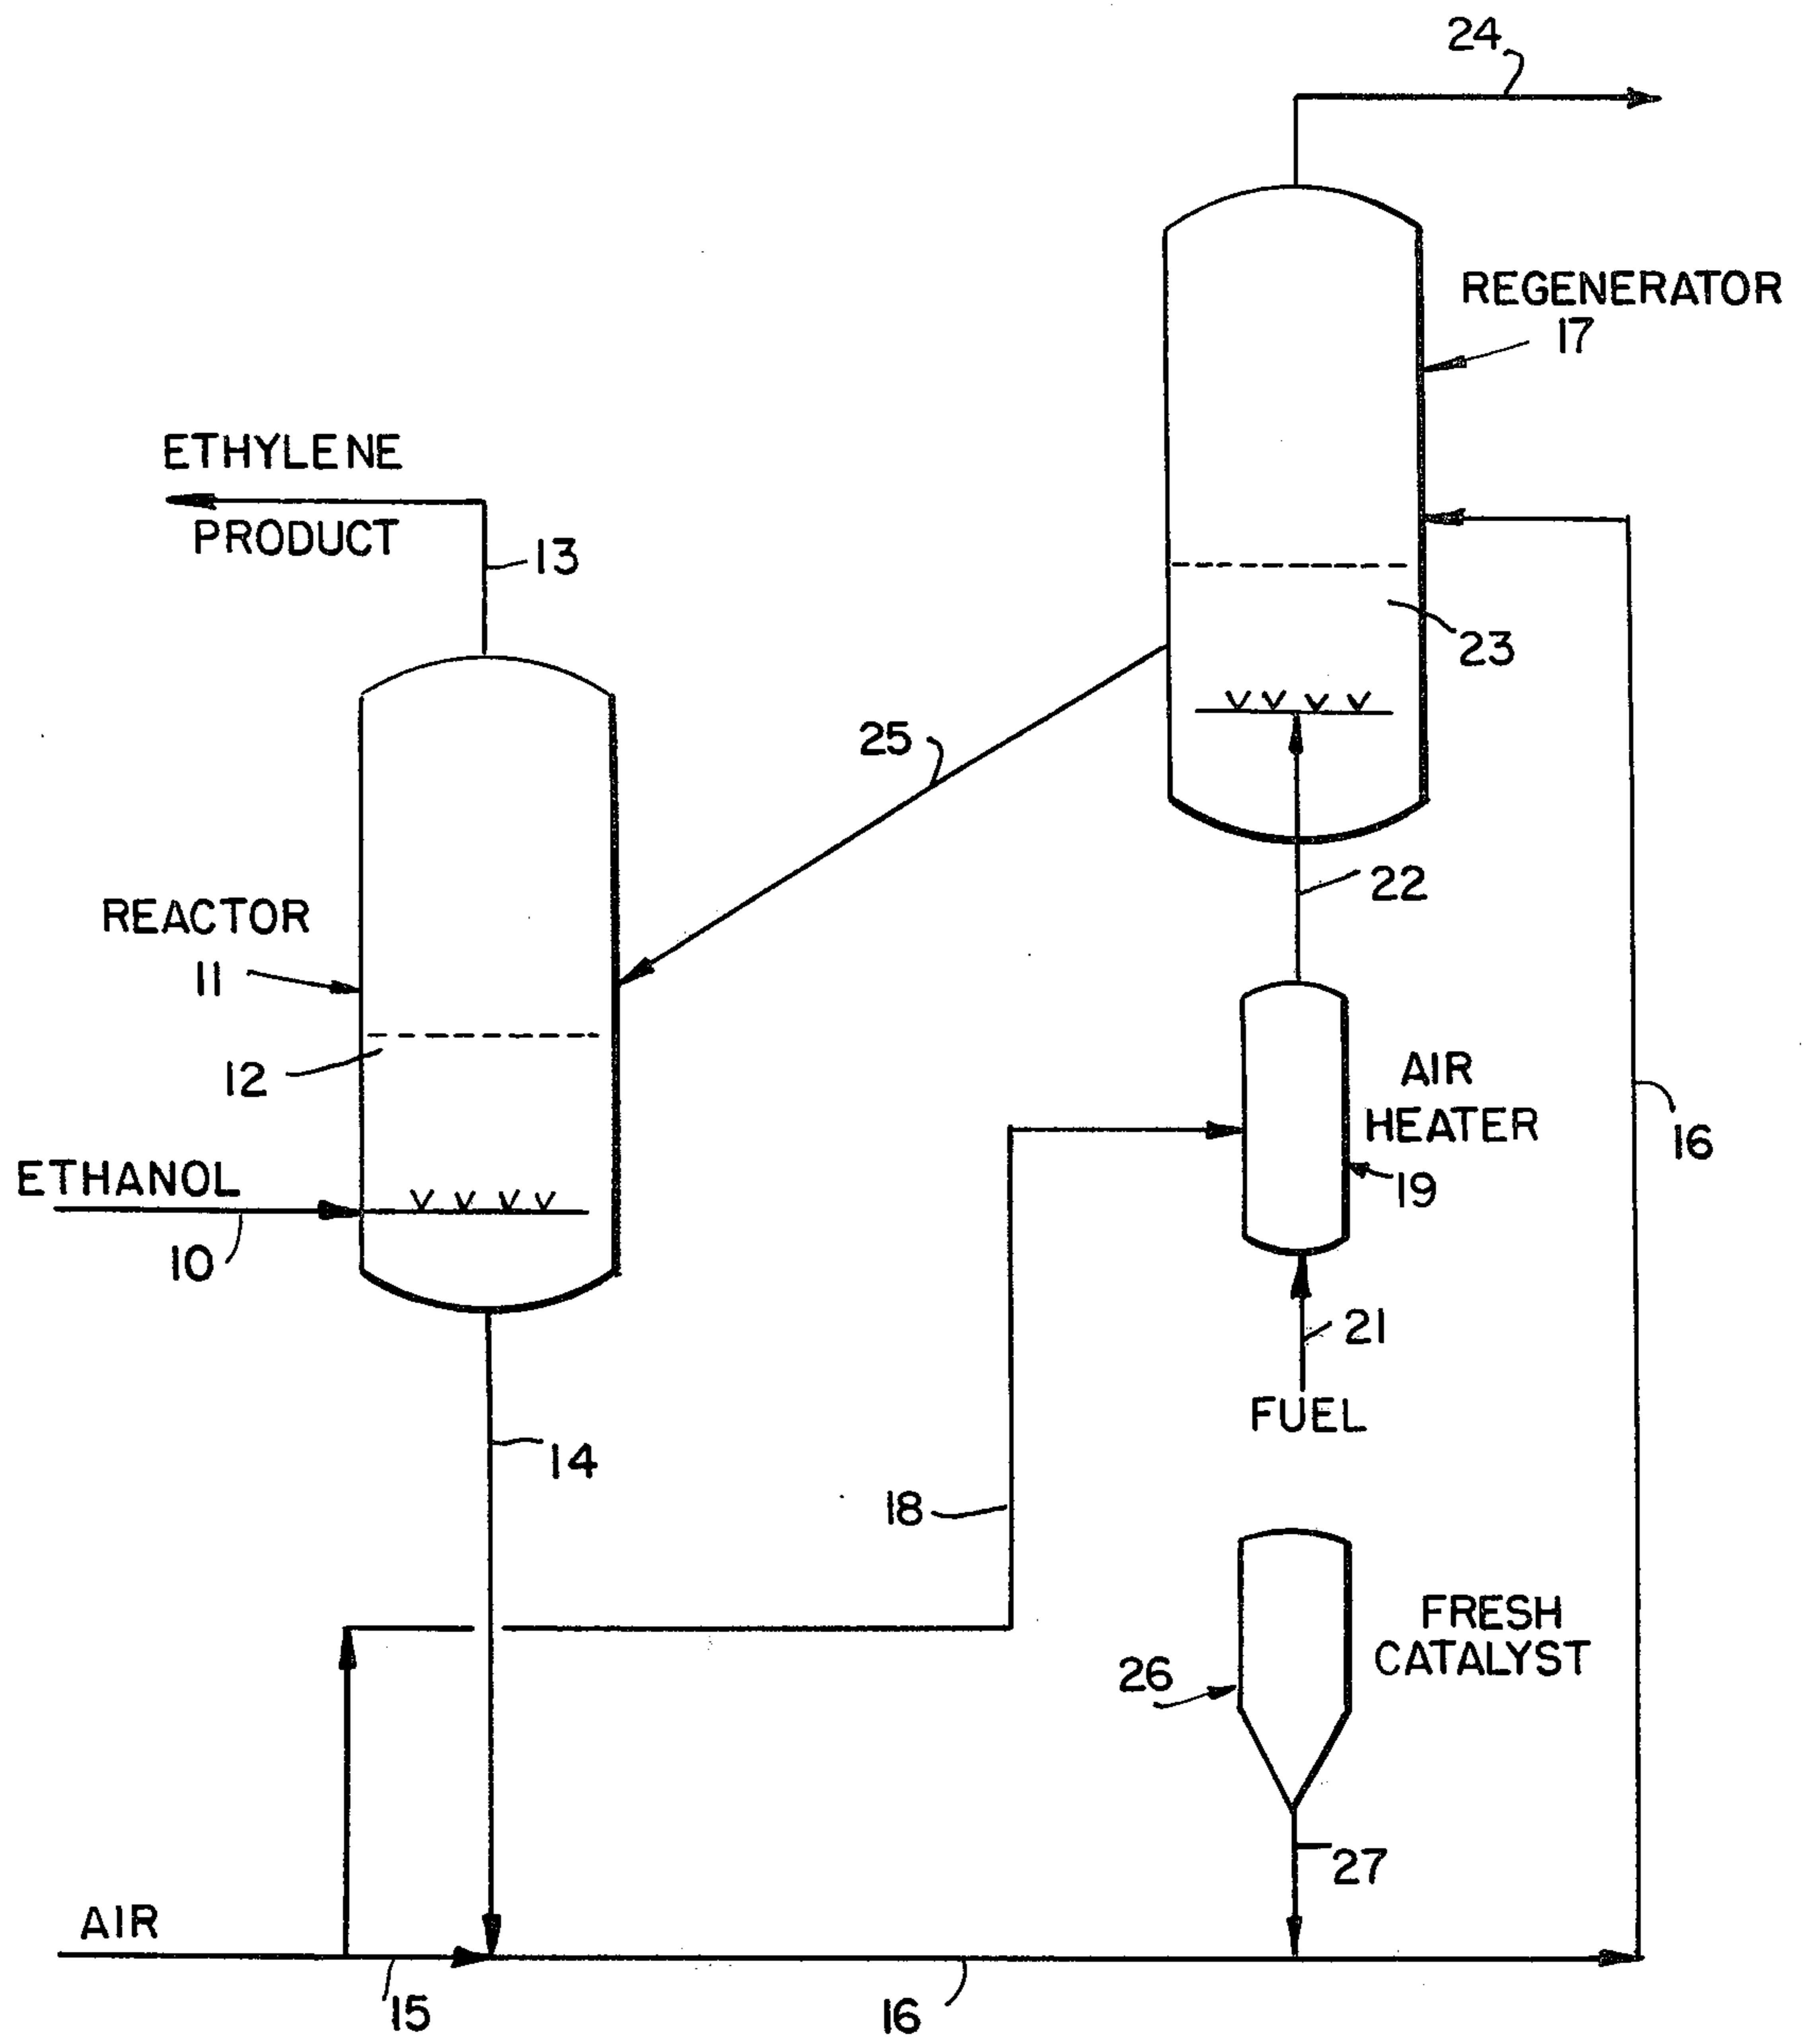 24
REGENERATOR
17
ETHYLENE
PRODUCT
13
23
25
22
REACTOR
11
12
AIR
HEATER
19
16
ETHANOL
10
21
FUEL
14
18
FRESH
CATALYST
26
27
AIR
15
16